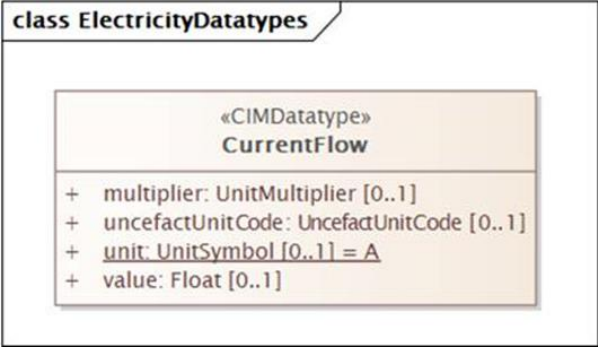 class ElectricityDatatypes
«CIMDatatype»
CurrentFlow
+ multiplier: UnitMultiplier [0..1]
+ uncefactUnitCode: UncefactUnitCode [0..1]
+ unit: UnitSymbol [0..1] = A
+ value: Float [0..1]